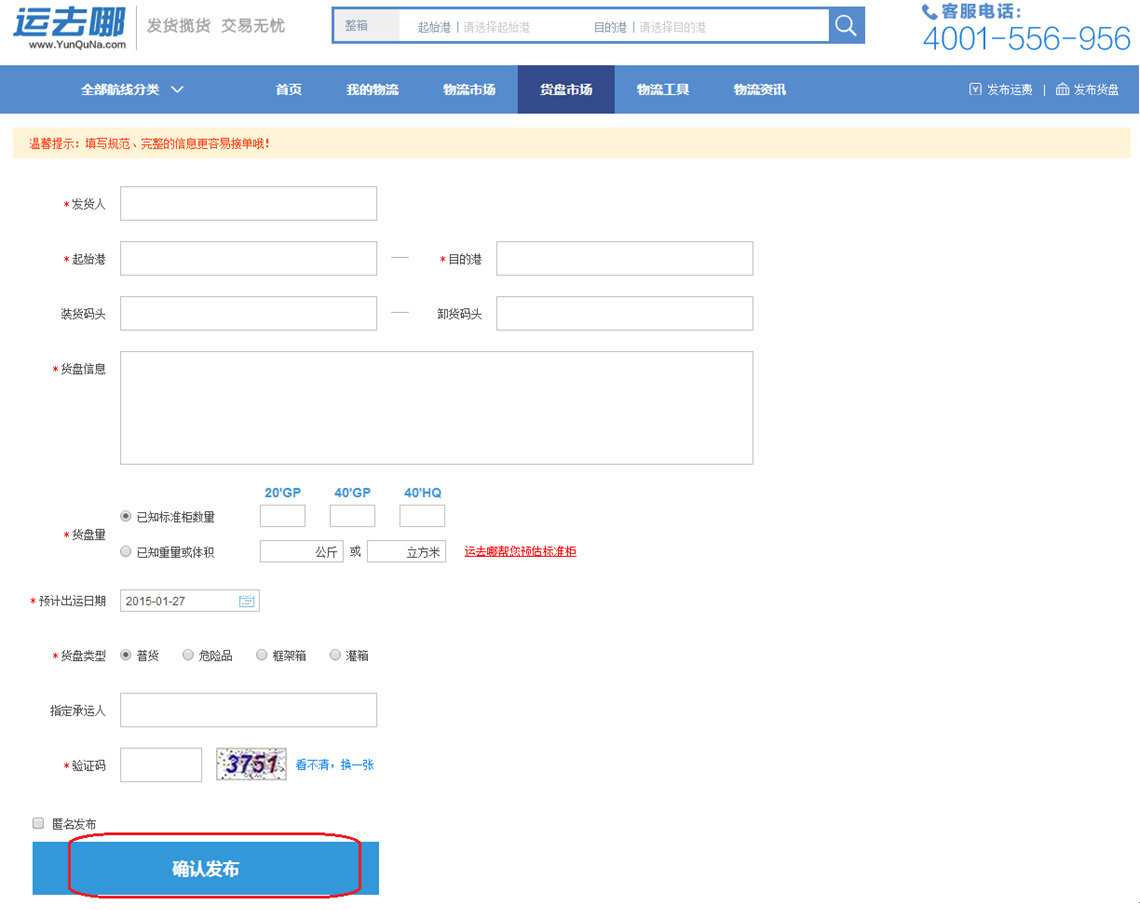 运去哪
www.YunQuNa.com
发货揽货 交易无忧
整箱 起始港 | 请选择起始港 目的港 | 请选择目的港
客服电话：
4001-556-956
全部航线分类 首页 我的物流 物流市场 货盘市场 物流工具 物流资讯 发布运费 | 发布货盘
温馨提示：填写规范、完整的信息更容易接单哦！
*发货人
*起始港 — *目的港
装货码头 — 卸货码头
*货盘信息
20'GP 40'GP 40'HQ
已知标准柜数量
*货盘量
已知重量或体积 公斤 或 立方米 运去哪帮您预估标准柜
*预计出运日期 2015-01-27
*货盘类型 普货 危险品 框架箱 灌箱
指定承运人
*验证码 3751 看不清，换一张
匿名发布
确认发布